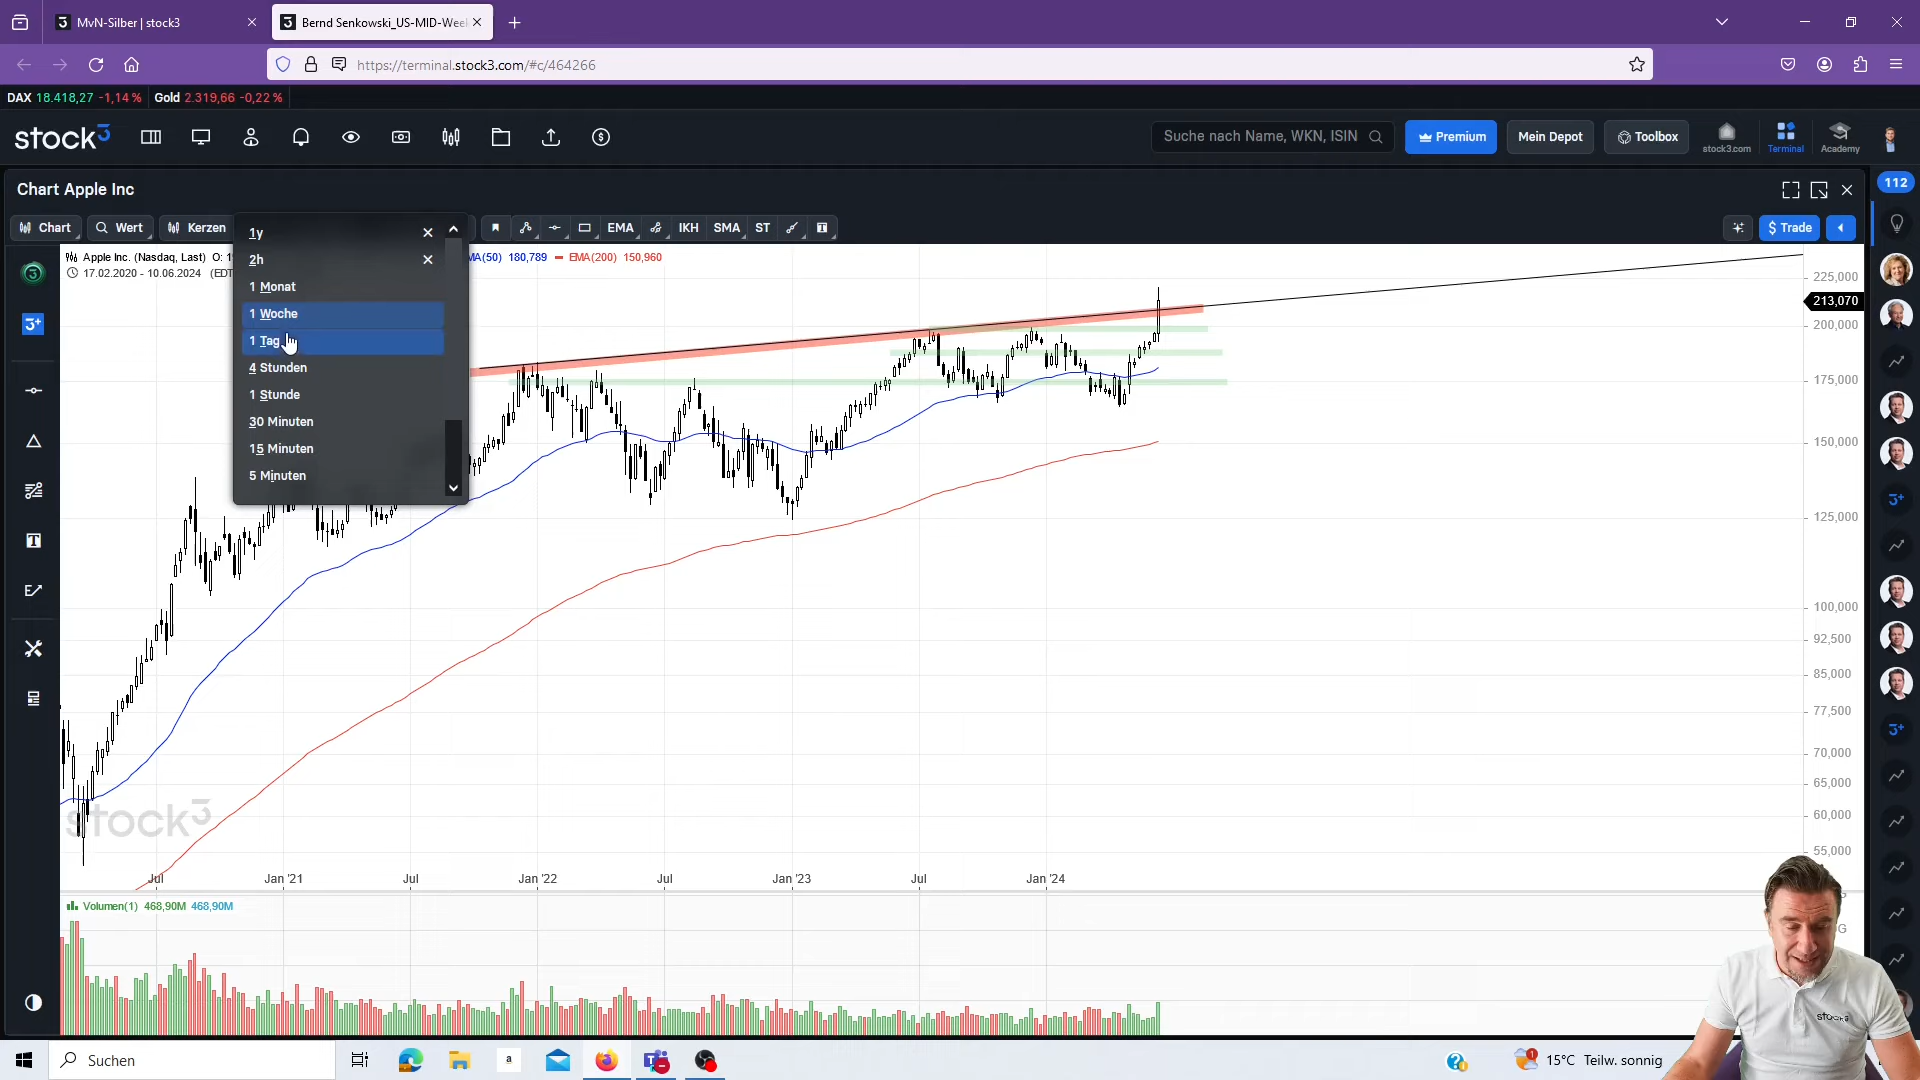 MvN-Silber | stock3
Bernd Senkowski_US-MID-Week
https://terminal.stock3.com/#c/464266
DAX 18.418,27 -1,14 % Gold 2.319,66 -0,22 %
stock3
Suche nach Name, WKN, ISIN
Premium
Mein Depot
Toolbox
stock3.com
Terminal
Academy
Chart Apple Inc
112
Chart
Wert
Kerzen
EMA
IKH
SMA
ST
$ Trade
1y
2h
1 Monat
1 Woche
1 Tag
4 Stunden
1 Stunde
30 Minuten
15 Minuten
5 Minuten
Apple Inc. (Nasdaq, Last) O:
MA(50) 180,789 EMA(200) 150,960
17.02.2020 - 10.06.2024 (EDT
225,000
213,070
200,000
175,000
150,000
125,000
100,000
92,500
85,000
77,500
70,000
65,000
60,000
55,000
stock3
Jul
Jan '21
Jul
Jan '22
Jul
Jan '23
Jul
Jan '24
Volumen(1) 468,90M 468,90M
stock3
Suchen
15°C Teilw. sonnig